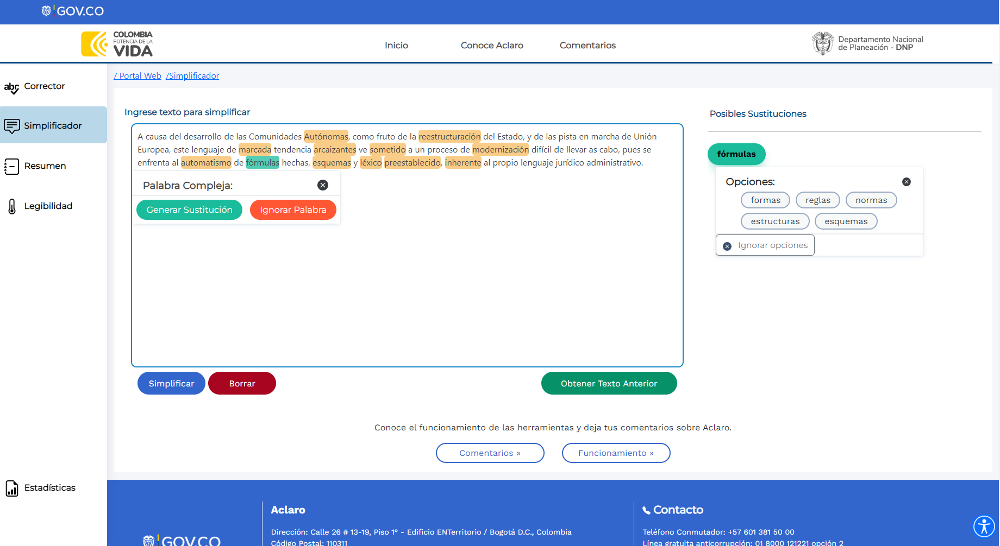 GOV.CO
COLOMBIA
POTENCIA DE LA
VIDA
Inicio
Conoce Aclaro
Comentarios
Departamento Nacional
de Planeación - DNP
/ Portal Web /Simplificador
abc Corrector
Simplificador
Resumen
Legibilidad
Estadísticas
Ingrese texto para simplificar
A causa del desarrollo de las Comunidades Autónomas, como fruto de la reestructuración del Estado, y de las pista en marcha de Unión
Europea, este lenguaje de marcada tendencia arcaizantes ve sometido a un proceso de modernización difícil de llevar as cabo, pues se
enfrenta al automatismo de fórmulas hechas, esquemas y léxico preestablecido, inherente al propio lenguaje jurídico administrativo.
Palabra Compleja:
Generar Sustitución
Ignorar Palabra
Simplificar
Borrar
Obtener Texto Anterior
Posibles Sustituciones
fórmulas
Opciones:
formas
reglas
normas
estructuras
esquemas
Ignorar opciones
Conoce el funcionamiento de las herramientas y deja tus comentarios sobre Aclaro.
Comentarios »
Funcionamiento »
GOV.CO
Aclaro
Dirección: Calle 26 # 13-19, Piso 1° - Edificio ENTerritorio / Bogotá D.C., Colombia
Código Postal: 110311
Contacto
Teléfono Conmutador: +57 601 381 50 00
Línea gratuita anticorrupción: 01 8000 121221 opción 2